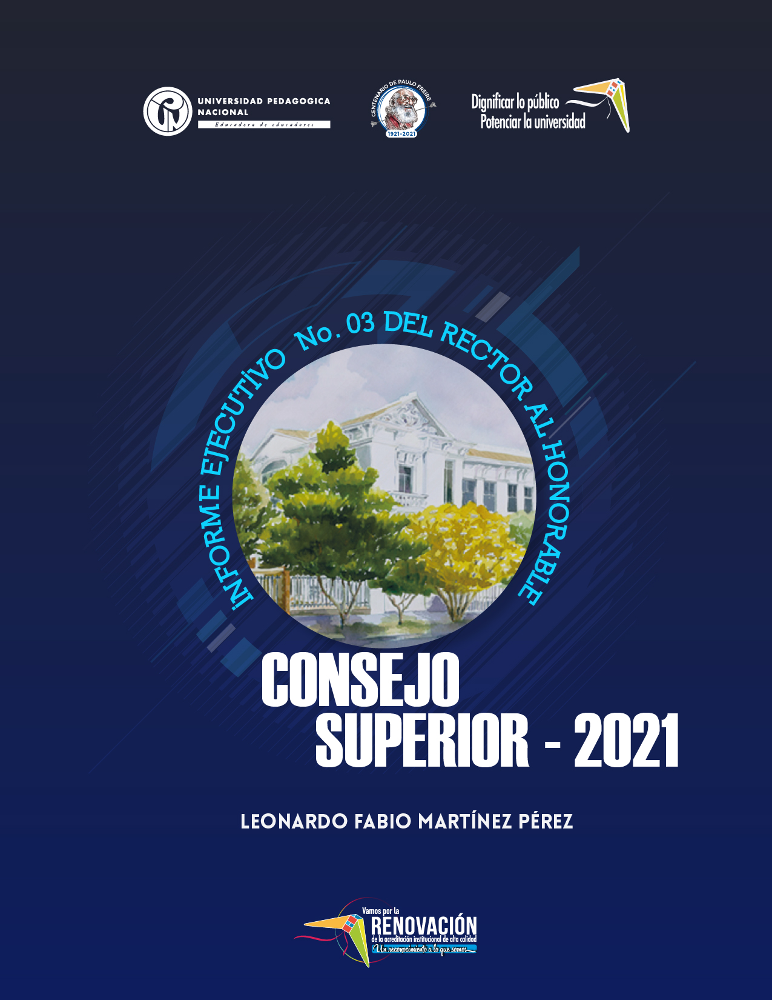 UNIVERSIDAD PEDAGOGICA
NACIONAL
Educadora de educadores
CENTENARIO DE PAULO FREIRE
1921-2021
Dignificar lo público
Potenciar la universidad
INFORME EJECUTIVO No. 03 DEL RECTOR AL HONORABLE
CONSEJO
SUPERIOR - 2021
LEONARDO FABIO MARTÍNEZ PÉREZ
Vamos por la
RENOVACIÓN
de la acreditación institucional de alta calidad
Un reconocimiento a lo que somos